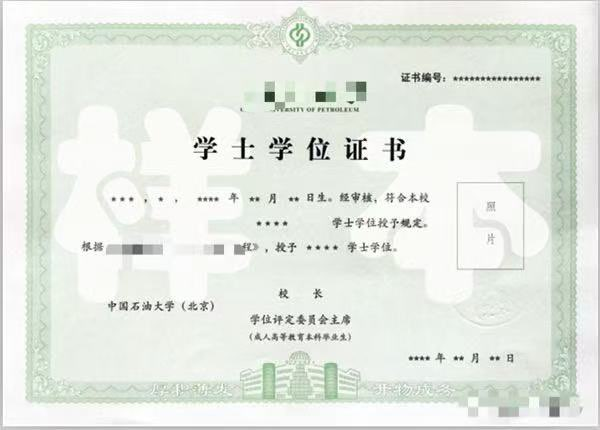 证书编号：****************
UNIVERSITY OF PETROLEUM
学士学位证书
***，*，****年**月**日生。经审核，符合本校
****学士学位授予规定。
根据 程》，授予****学士学位。
照
片
样本
校 长
中国石油大学（北京）
学位评定委员会主席
（成人高等教育本科毕业生）
****年**月**日
厚积薄发 开物成务